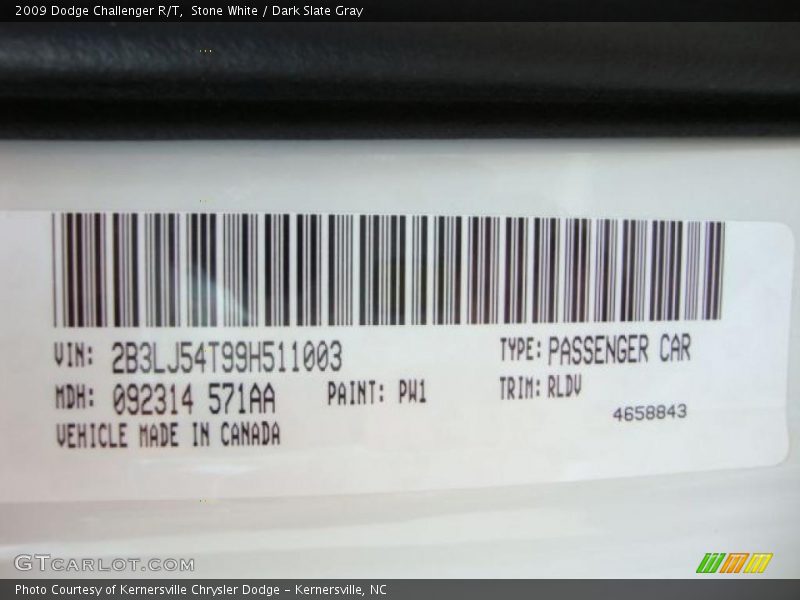 2009 Dodge Challenger R/T,  Stone White / Dark Slate Gray
VIN: 2B3LJ54T99H511003 TYPE: PASSENGER CAR
MDH: 092314 571AA PAINT: PW1 TRIM: RLDV
4658843
VEHICLE MADE IN CANADA
GTCARLOT.COM
Photo Courtesy of Kernersville Chrysler Dodge - Kernersville, NC